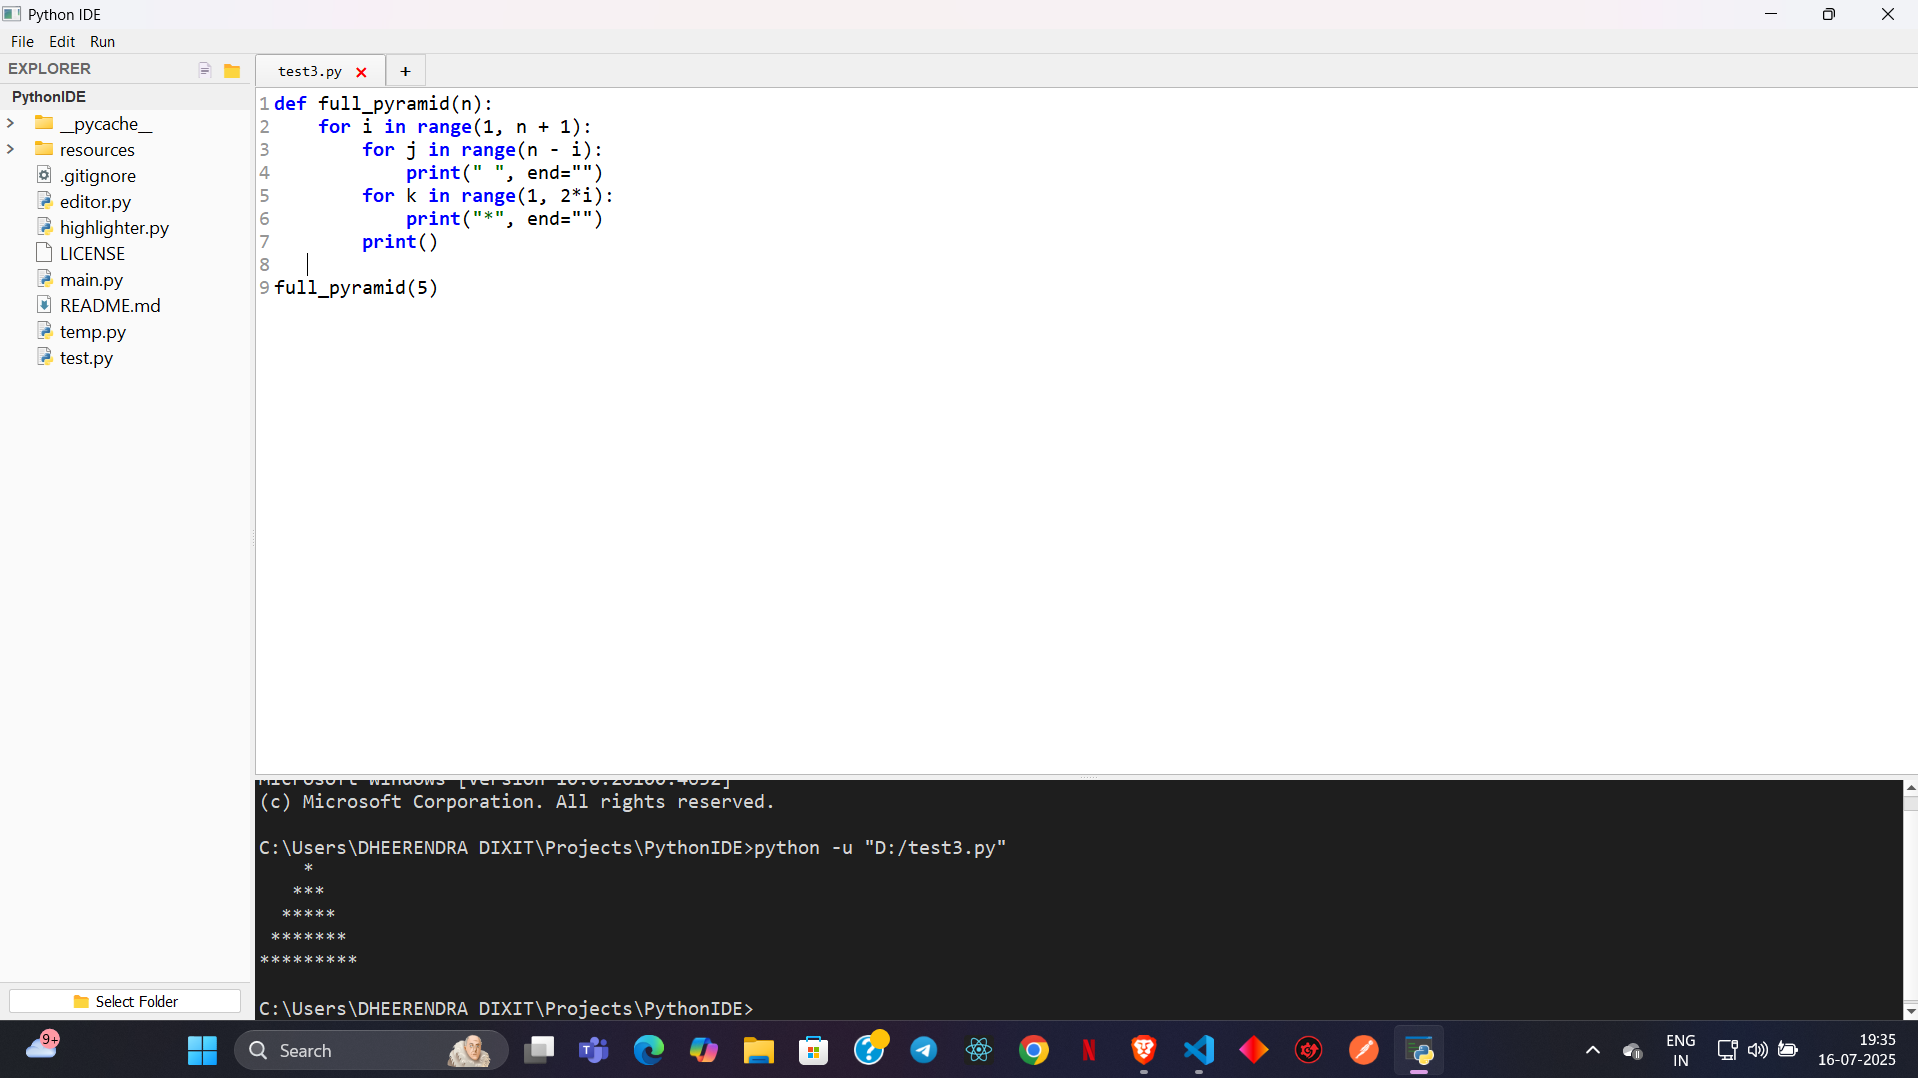 Python IDE
File Edit Run
EXPLORER
PythonIDE
__pycache__
resources
.gitignore
editor.py
highlighter.py
LICENSE
main.py
README.md
temp.py
test.py
Select Folder
test3.py × +
1 def full_pyramid(n):
2     for i in range(1, n + 1):
3         for j in range(n - i):
4             print(" ", end="")
5         for k in range(1, 2*i):
6             print("*", end="")
7         print()
8
9 full_pyramid(5)
(c) Microsoft Corporation. All rights reserved.
C:\Users\DHEERENDRA DIXIT\Projects\PythonIDE>python -u "D:/test3.py"
    *
   ***
  *****
 *******
*********
C:\Users\DHEERENDRA DIXIT\Projects\PythonIDE>
9+
Search
ENG
IN
19:35
16-07-2025